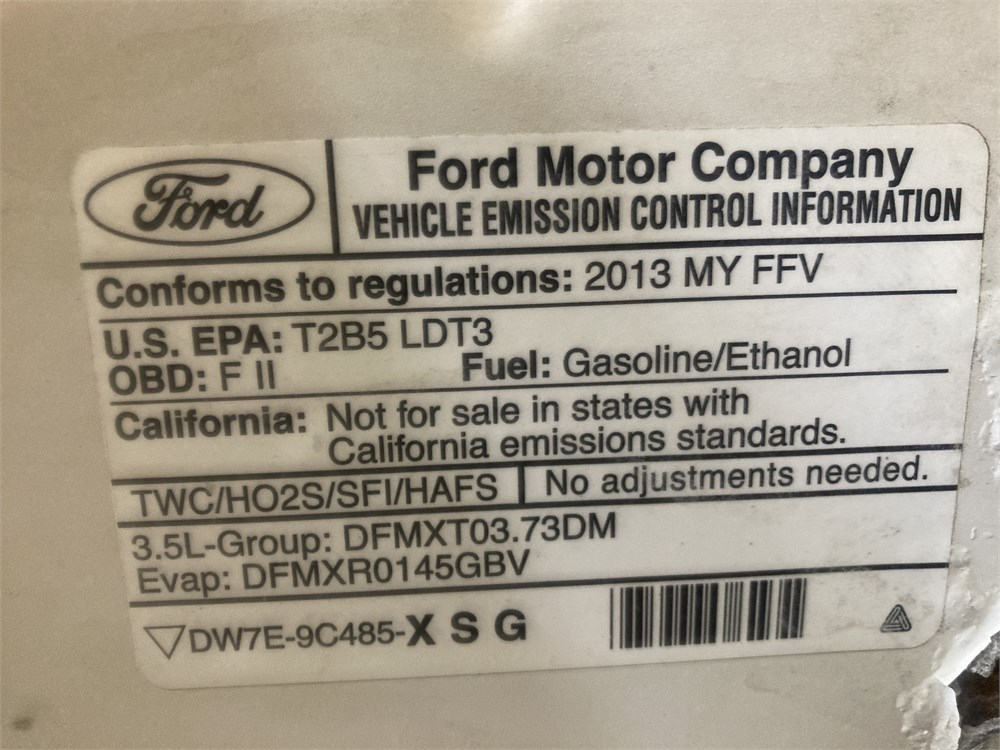 Ford
Ford Motor Company
VEHICLE EMISSION CONTROL INFORMATION
Conforms to regulations: 2013 MY FFV
U.S. EPA: T2B5 LDT3
OBD: F II Fuel: Gasoline/Ethanol
California: Not for sale in states with
California emissions standards.
TWC/HO2S/SFI/HAFS No adjustments needed.
3.5L-Group: DFMXT03.73DM
Evap: DFMXR0145GBV
DW7E-9C485-X S G